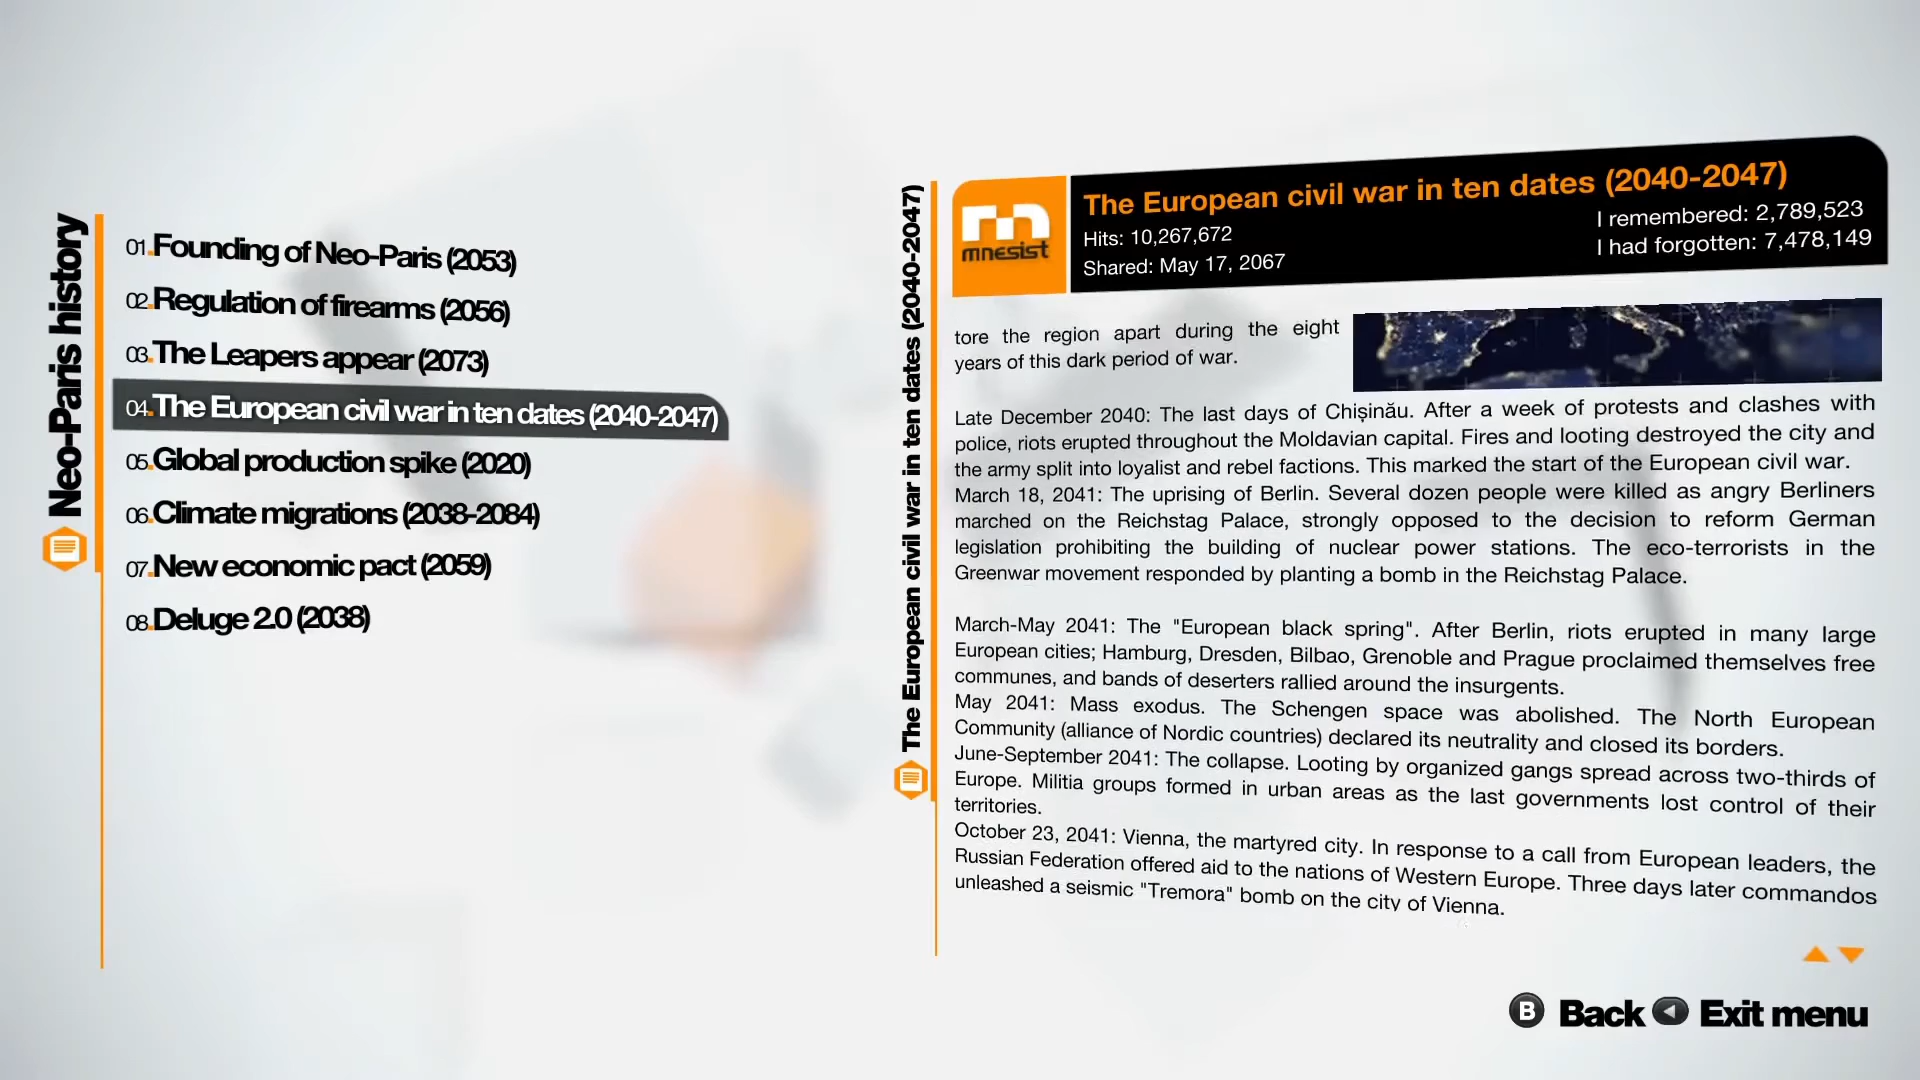 Neo-Paris history
01.Founding of Neo-Paris (2053)
02.Regulation of firearms (2056)
03.The Leapers appear (2073)
04.The European civil war in ten dates (2040-2047)
05.Global production spike (2020)
06.Climate migrations (2038-2084)
07.New economic pact (2059)
08.Deluge 2.0 (2038)
The European civil war in ten dates (2040-2047)
mnesist
The European civil war in ten dates (2040-2047)
Hits: 10,267,672
I remembered: 2,789,523
Shared: May 17, 2067
I had forgotten: 7,478,149
tore the region apart during the eight
years of this dark period of war.
Late December 2040: The last days of Chișinău. After a week of protests and clashes with
police, riots erupted throughout the Moldavian capital. Fires and looting destroyed the city and
the army split into loyalist and rebel factions. This marked the start of the European civil war.
March 18, 2041: The uprising of Berlin. Several dozen people were killed as angry Berliners
marched on the Reichstag Palace, strongly opposed to the decision to reform German
legislation prohibiting the building of nuclear power stations. The eco-terrorists in the
Greenwar movement responded by planting a bomb in the Reichstag Palace.
March-May 2041: The "European black spring". After Berlin, riots erupted in many large
European cities; Hamburg, Dresden, Bilbao, Grenoble and Prague proclaimed themselves free
communes, and bands of deserters rallied around the insurgents.
May 2041: Mass exodus. The Schengen space was abolished. The North European
Community (alliance of Nordic countries) declared its neutrality and closed its borders.
June-September 2041: The collapse. Looting by organized gangs spread across two-thirds of
Europe. Militia groups formed in urban areas as the last governments lost control of their
territories.
October 23, 2041: Vienna, the martyred city. In response to a call from European leaders, the
Russian Federation offered aid to the nations of Western Europe. Three days later commandos
unleashed a seismic "Tremora" bomb on the city of Vienna.
B Back Exit menu